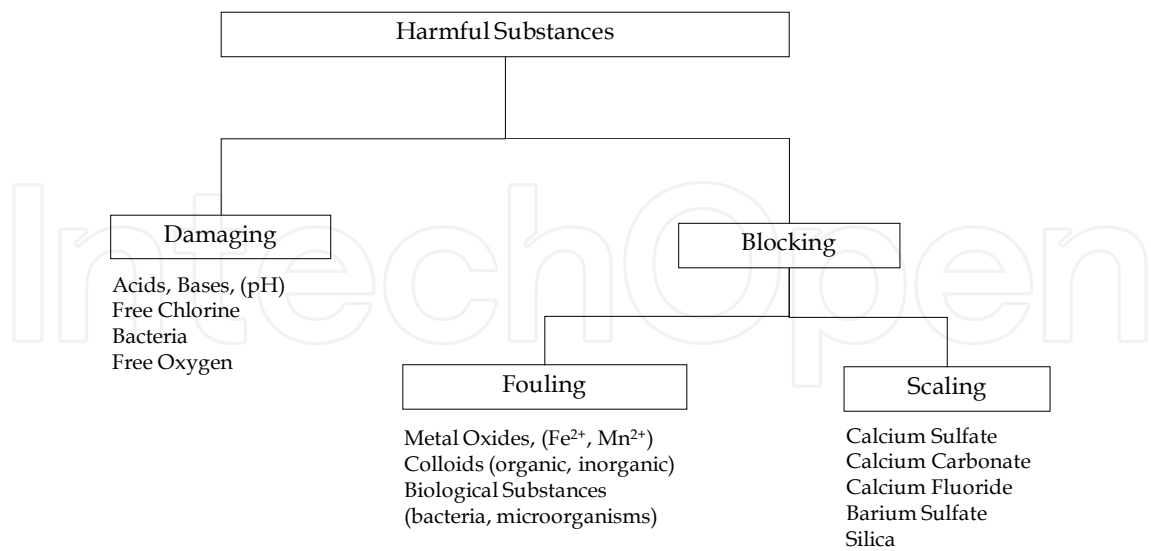 Harmful Substances
Damaging
Acids, Bases, (pH)
Free Chlorine
Bacteria
Free Oxygen
Blocking
Fouling
Metal Oxides, (Fe²⁺, Mn²⁺)
Colloids (organic, inorganic)
Biological Substances
(bacteria, microorganisms)
Scaling
Calcium Sulfate
Calcium Carbonate
Calcium Fluoride
Barium Sulfate
Silica
IntechOpen